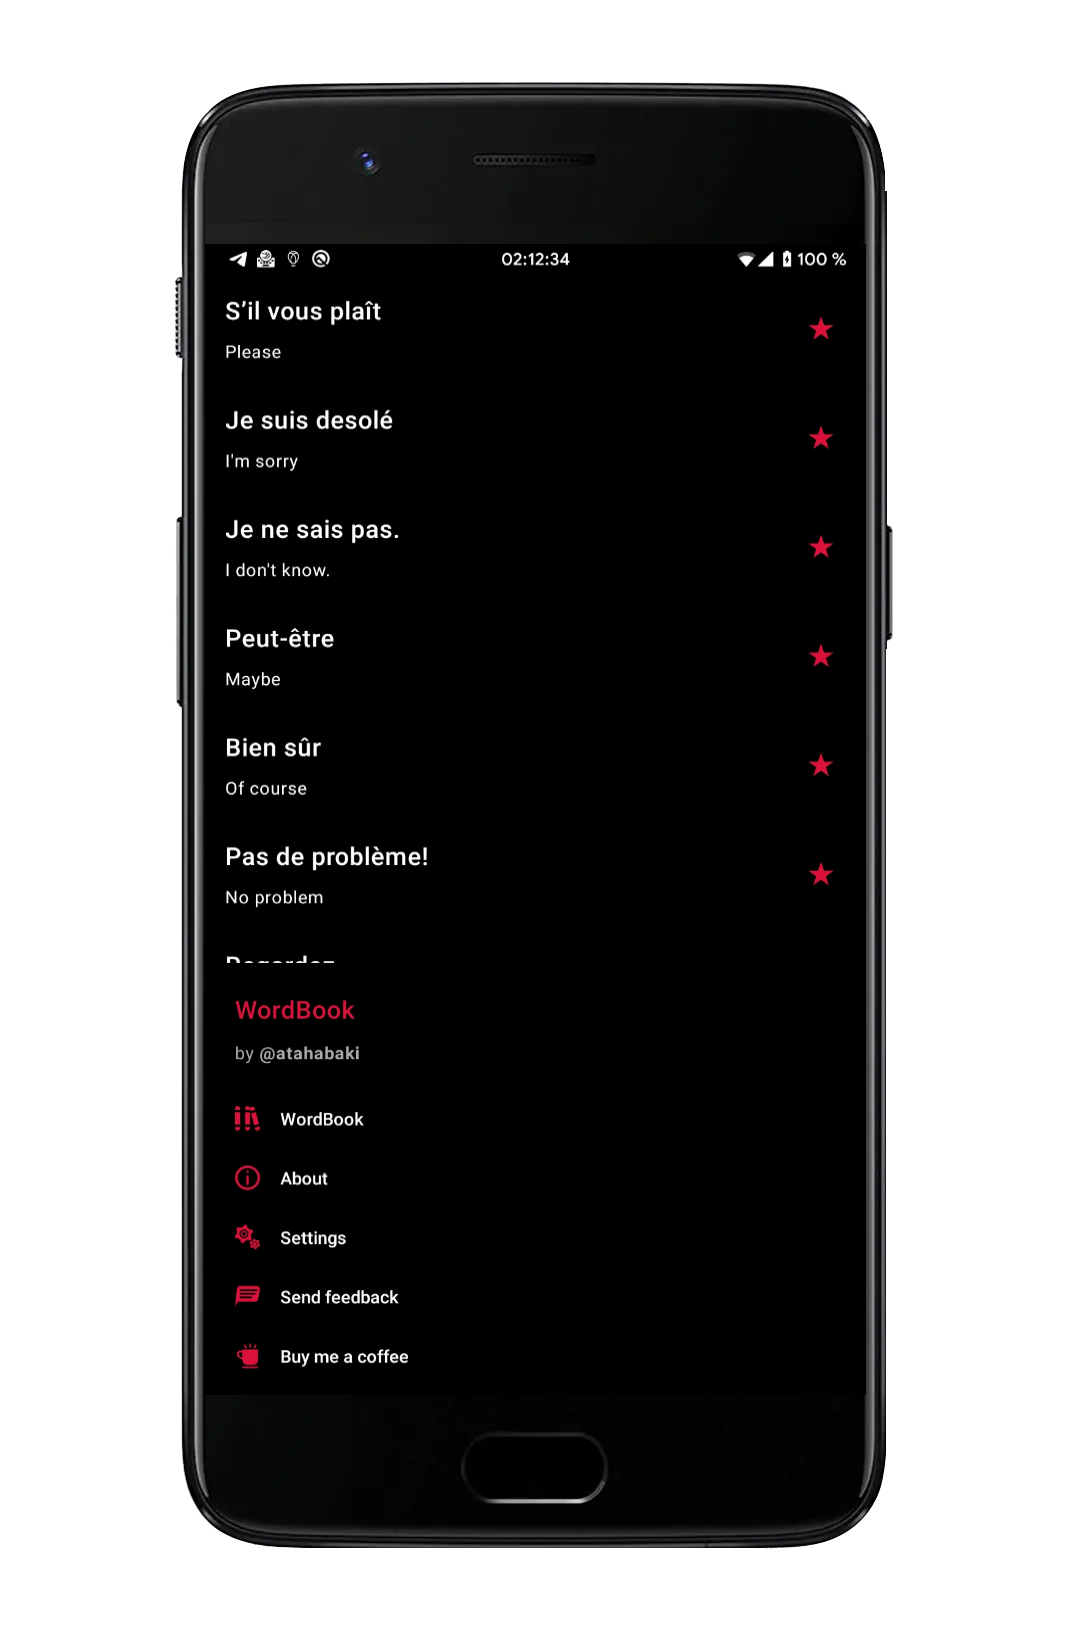 02:12:34
100 %
S’il vous plaît
Please
Je suis desolé
I'm sorry
Je ne sais pas.
I don't know.
Peut-être
Maybe
Bien sûr
Of course
Pas de problème!
No problem
Regardez
WordBook
by @atahabaki
WordBook
About
Settings
Send feedback
Buy me a coffee